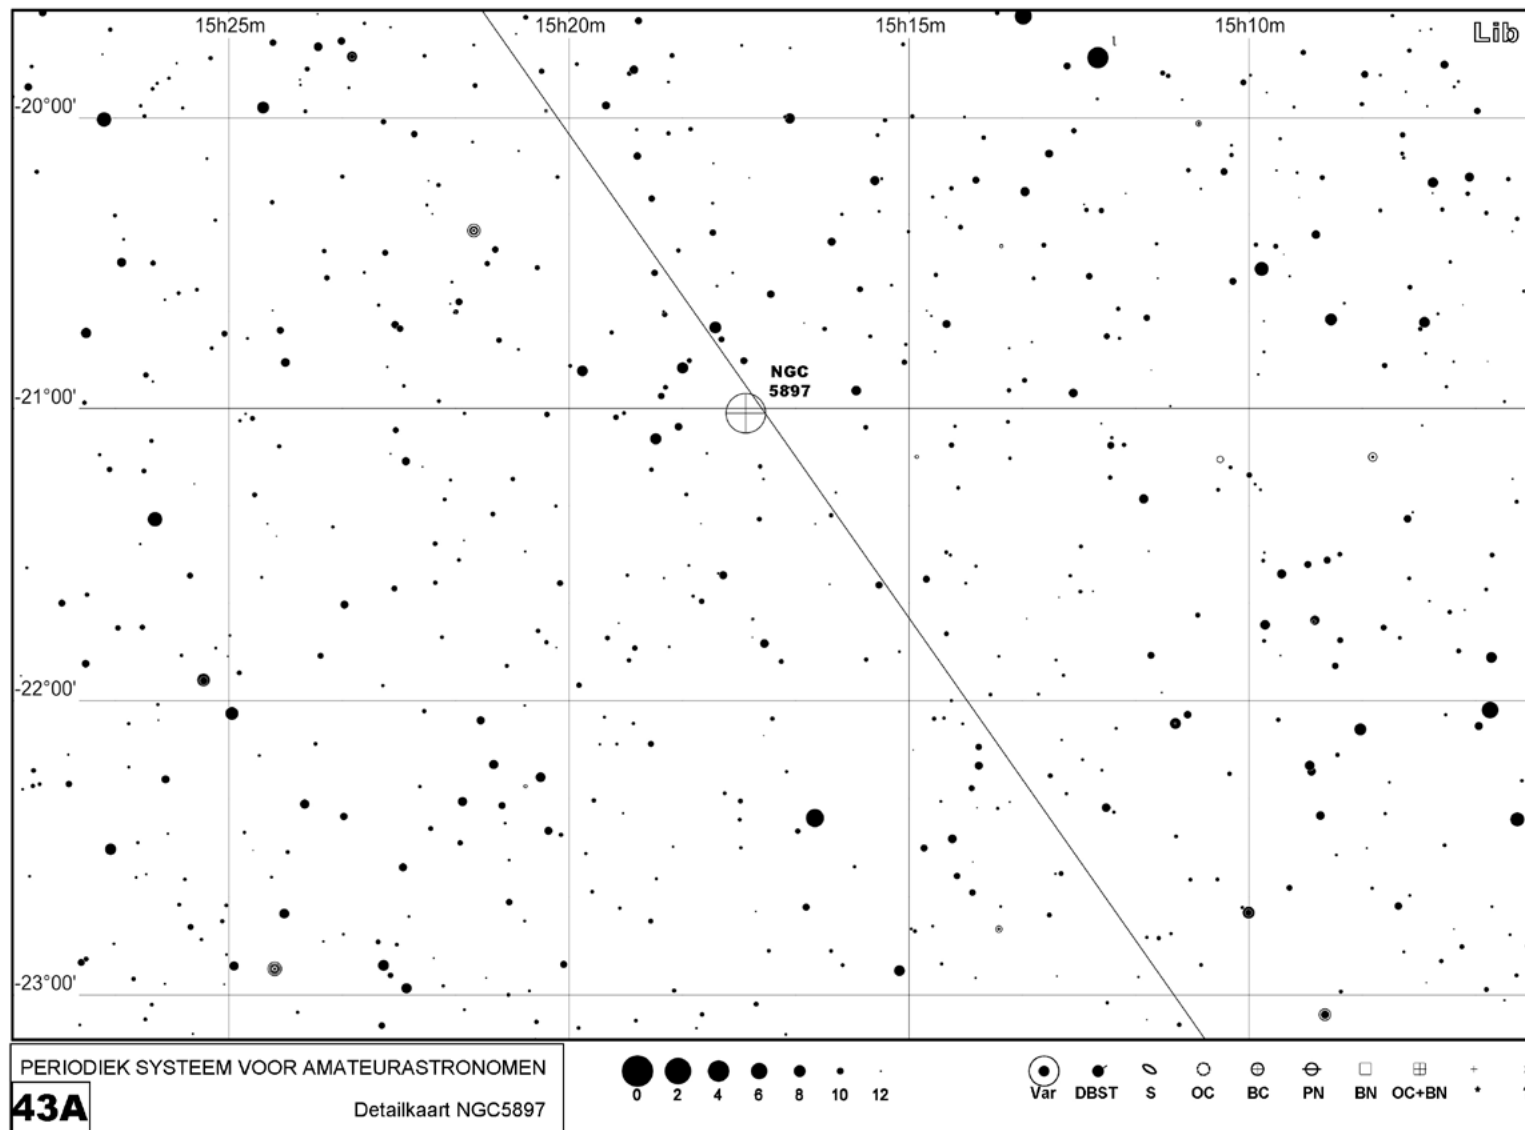 15h25m 15h20m 15h15m 15h10m Lib
-20°00'
-21°00'
NGC
5897
-22°00'
-23°00'
PERIODIEK SYSTEEM VOOR AMATEURASTRONOMEN
43A
Detailkaart NGC5897
0 2 4 6 8 10 12
Var DBST S OC BC PN BN OC+BN *